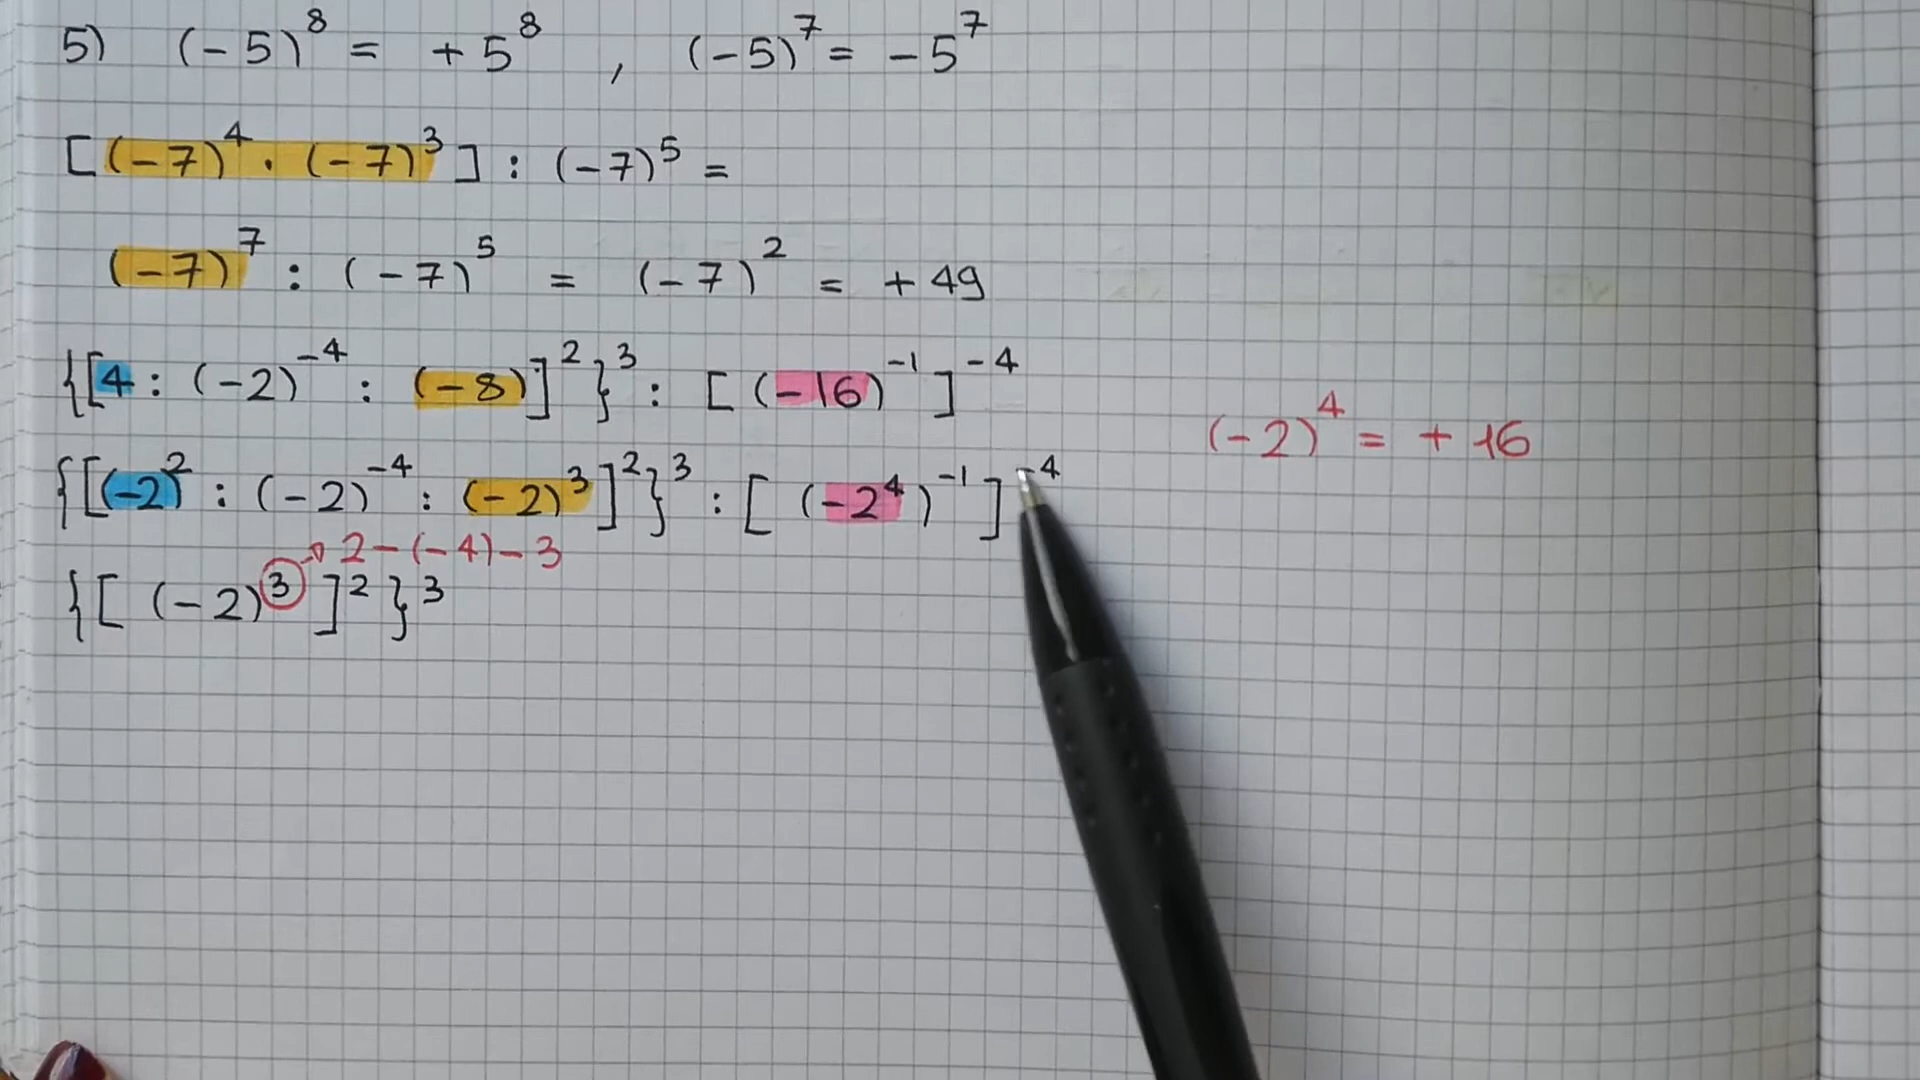 5) (-5)⁸ = +5⁸ , (-5)⁷ = -5⁷
[(-7)⁴ · (-7)³] : (-7)⁵ =
(-7)⁷ : (-7)⁵ = (-7)² = +49
{[4 : (-2)⁻⁴ : (-8)]²}³ : [(-16)⁻¹]⁻⁴
(-2)⁴ = +16
{[(-2)² : (-2)⁻⁴ : (-2)³]²}³ : [(-2⁴)⁻¹]⁻⁴
2-(-4)-3
{[(-2)³]²}³